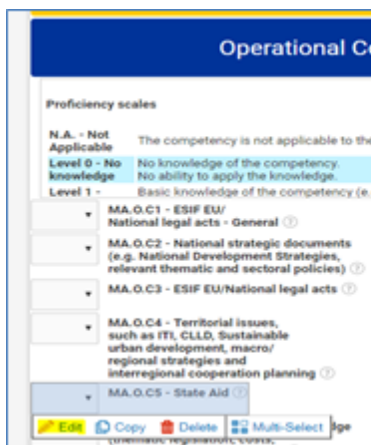 Operational Co
Proficiency scales
N.A. - Not
Applicable
The competency is not applicable to the
Level 0 - No
knowledge
No knowledge of the competency.
No ability to apply the knowledge.
Level 1 -
Basic knowledge of the competency (e.
MA.O.C1 - ESIF EU/
National legal acts - General
MA.O.C2 - National strategic documents
(e.g. National Development Strategies,
relevant thematic and sectoral policies)
MA.O.C3 - ESIF EU/National legal acts
MA.O.C4 - Territorial issues,
such as ITI, CLLD, Sustainable
urban development, macro/
regional strategies and
interregional cooperation planning
MA.O.C5 - State Aid
Edit Copy Delete Multi-Select dge
(thematic legislation, costs,